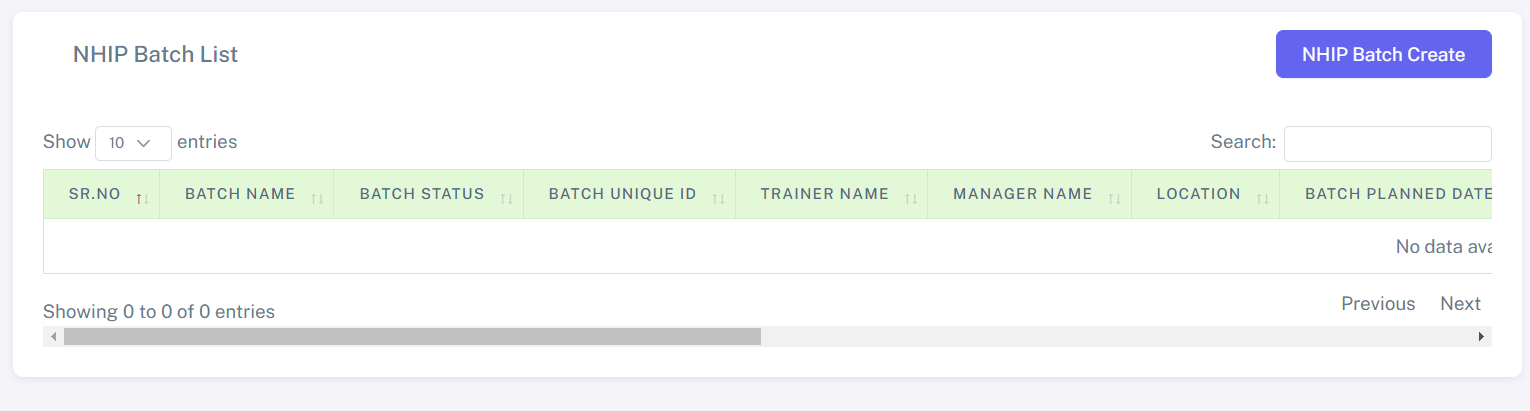 NHIP Batch List
NHIP Batch Create
Show 10 entries
Search:
SR.NO BATCH NAME BATCH STATUS BATCH UNIQUE ID TRAINER NAME MANAGER NAME LOCATION BATCH PLANNED DATE
No data ava
Showing 0 to 0 of 0 entries
Previous Next